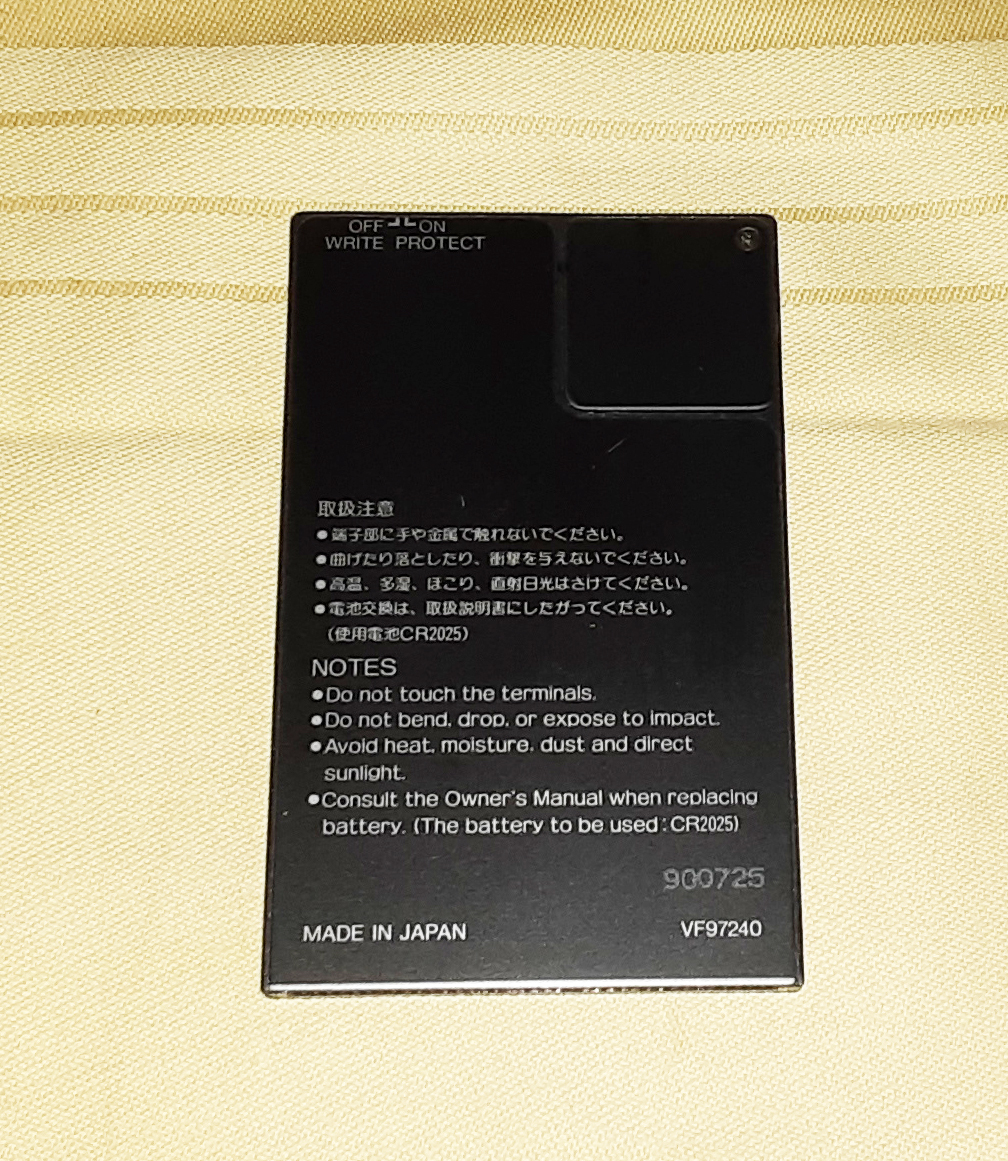 OFF ON
WRITE PROTECT
取扱注意
●端子部に手や金属で触れないでください。
●曲げたり落としたり、衝撃を与えないでください。
●高温、多湿、ほこり、直射日光はさけてください。
●電池交換は、取扱説明書にしたがってください。
(使用電池CR2025)
NOTES
●Do not touch the terminals.
●Do not bend, drop, or expose to impact.
●Avoid heat, moisture, dust and direct
sunlight.
●Consult the Owner's Manual when replacing
battery. (The battery to be used : CR2025)
900725
MADE IN JAPAN VF97240